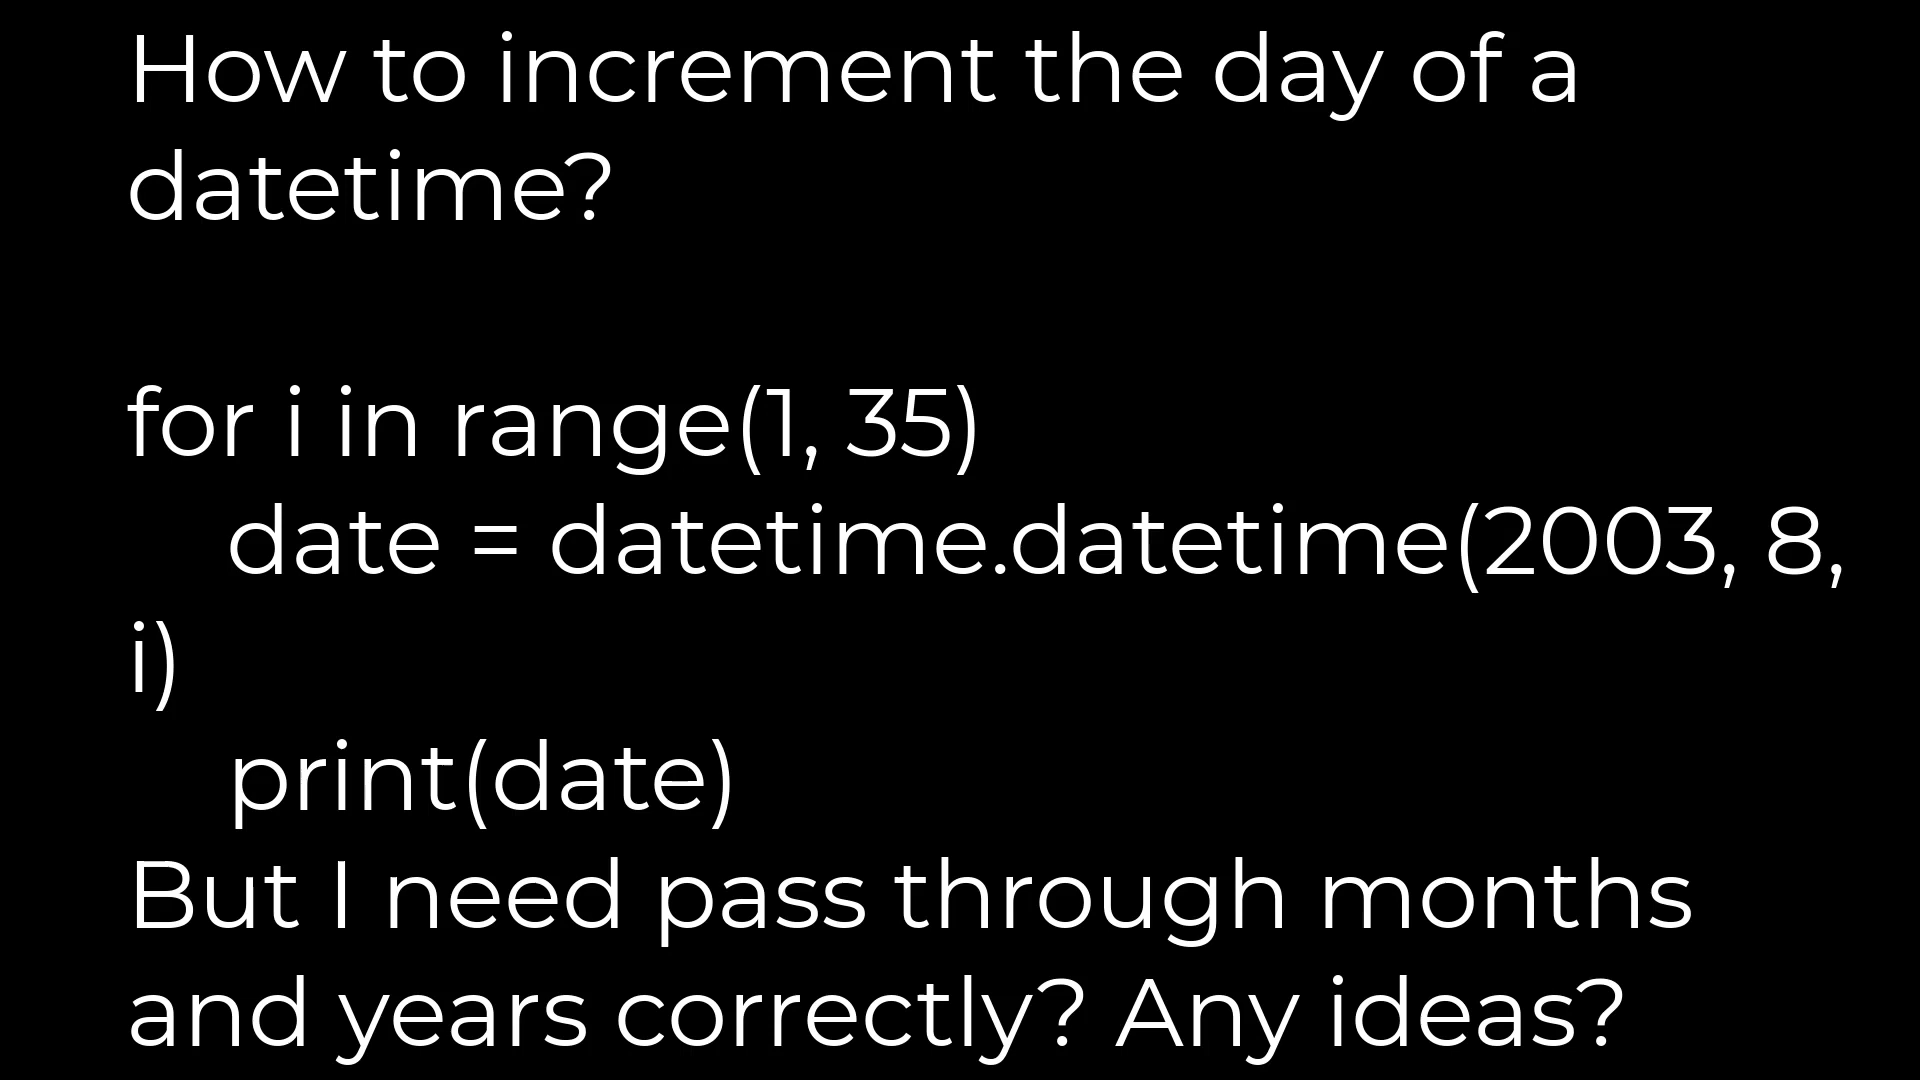 How to increment the day of a
datetime?
for i in range(1, 35)
date = datetime.datetime(2003, 8,
i)
print(date)
But I need pass through months
and years correctly? Any ideas?